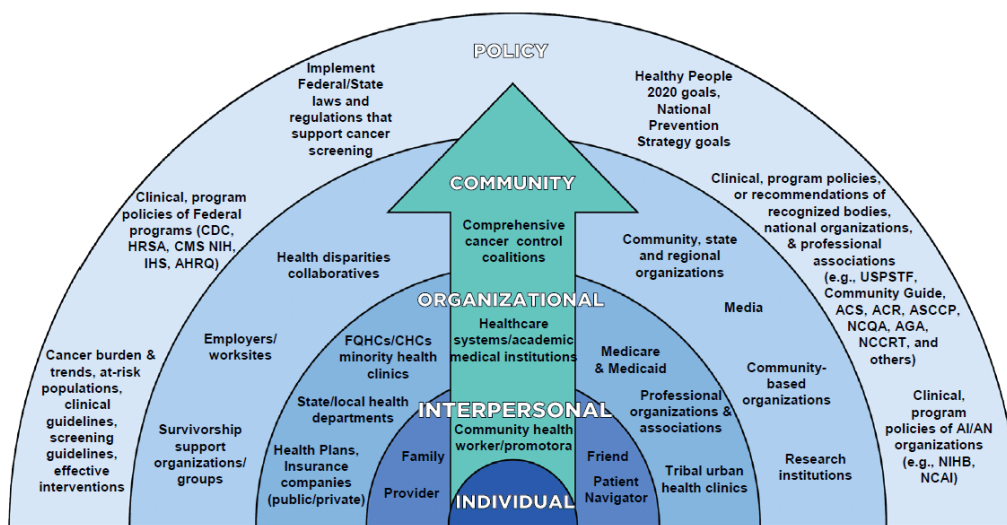 POLICY
Implement
Federal/State
laws and
regulations that
support cancer
screening
Healthy People
2020 goals,
National
Prevention
Strategy goals
Clinical, program
policies of Federal
programs (CDC,
HRSA, CMS NIH,
IHS, AHRQ)
Clinical, program policies,
or recommendations of
recognized bodies,
national organizations,
& professional
associations
(e.g., USPSTF,
Community Guide,
ACS, ACR, ASCCP,
NCQA, AGA,
NCCRT, and
others)
Cancer burden &
trends, at-risk
populations,
clinical
guidelines,
screening
guidelines,
effective
interventions
Clinical,
program
policies of AI/AN
organizations
(e.g., NIHB,
NCAI)
COMMUNITY
Comprehensive
cancer control
coalitions
Health disparities
collaboratives
Community, state
and regional
organizations
Employers/
worksites
Media
Community-
based
organizations
Survivorship
support
organizations/
groups
Research
institutions
ORGANIZATIONAL
Healthcare
systems/academic
medical institutions
FQHCs/CHCs
minority health
clinics
Medicare
& Medicaid
State/local health
departments
Professional
organizations &
associations
Health Plans,
Insurance
companies
(public/private)
Tribal urban
health clinics
INTERPERSONAL
Community health
worker/promotora
Family
Friend
Provider
Patient
Navigator
INDIVIDUAL